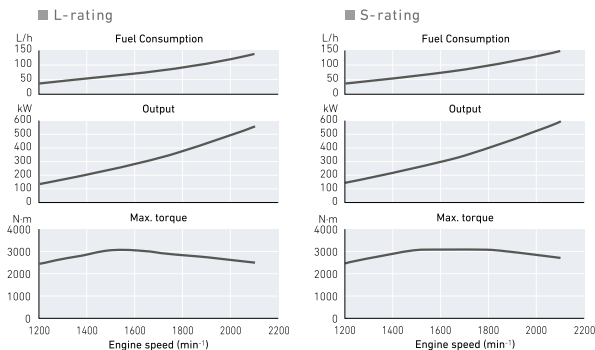 L-rating
L/h
Fuel Consumption
150
100
50
0
kW
Output
600
500
400
300
200
100
0
N·m
Max. torque
4000
3000
2000
1000
0
1200 1400 1600 1800 2000 2200
Engine speed (min⁻¹)
S-rating
L/h
Fuel Consumption
150
100
50
0
kW
Output
600
500
400
300
200
100
0
N·m
Max. torque
4000
3000
2000
1000
0
1200 1400 1600 1800 2000 2200
Engine speed (min⁻¹)